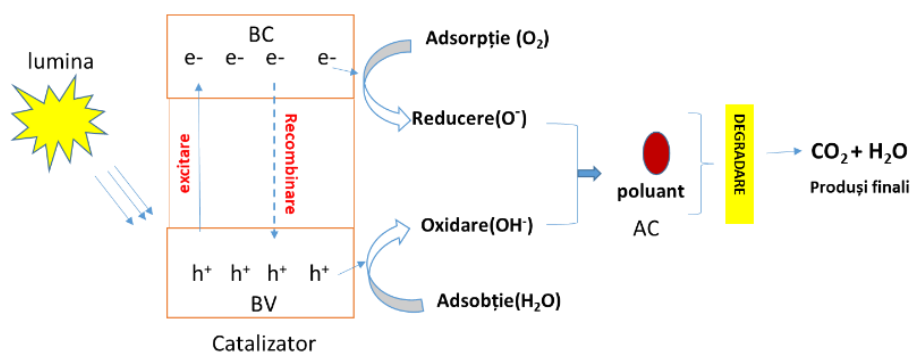 lumina
BC
e- e- e- e-
excitare
Recombinare
h⁺ h⁺ h⁺ h⁺
BV
Catalizator
Adsorpție (O₂)
Reducere(O⁻)
Oxidare(OH⁻)
Adsobție(H₂O)
poluant
AC
DEGRADARE
CO₂ + H₂O
Produși finali